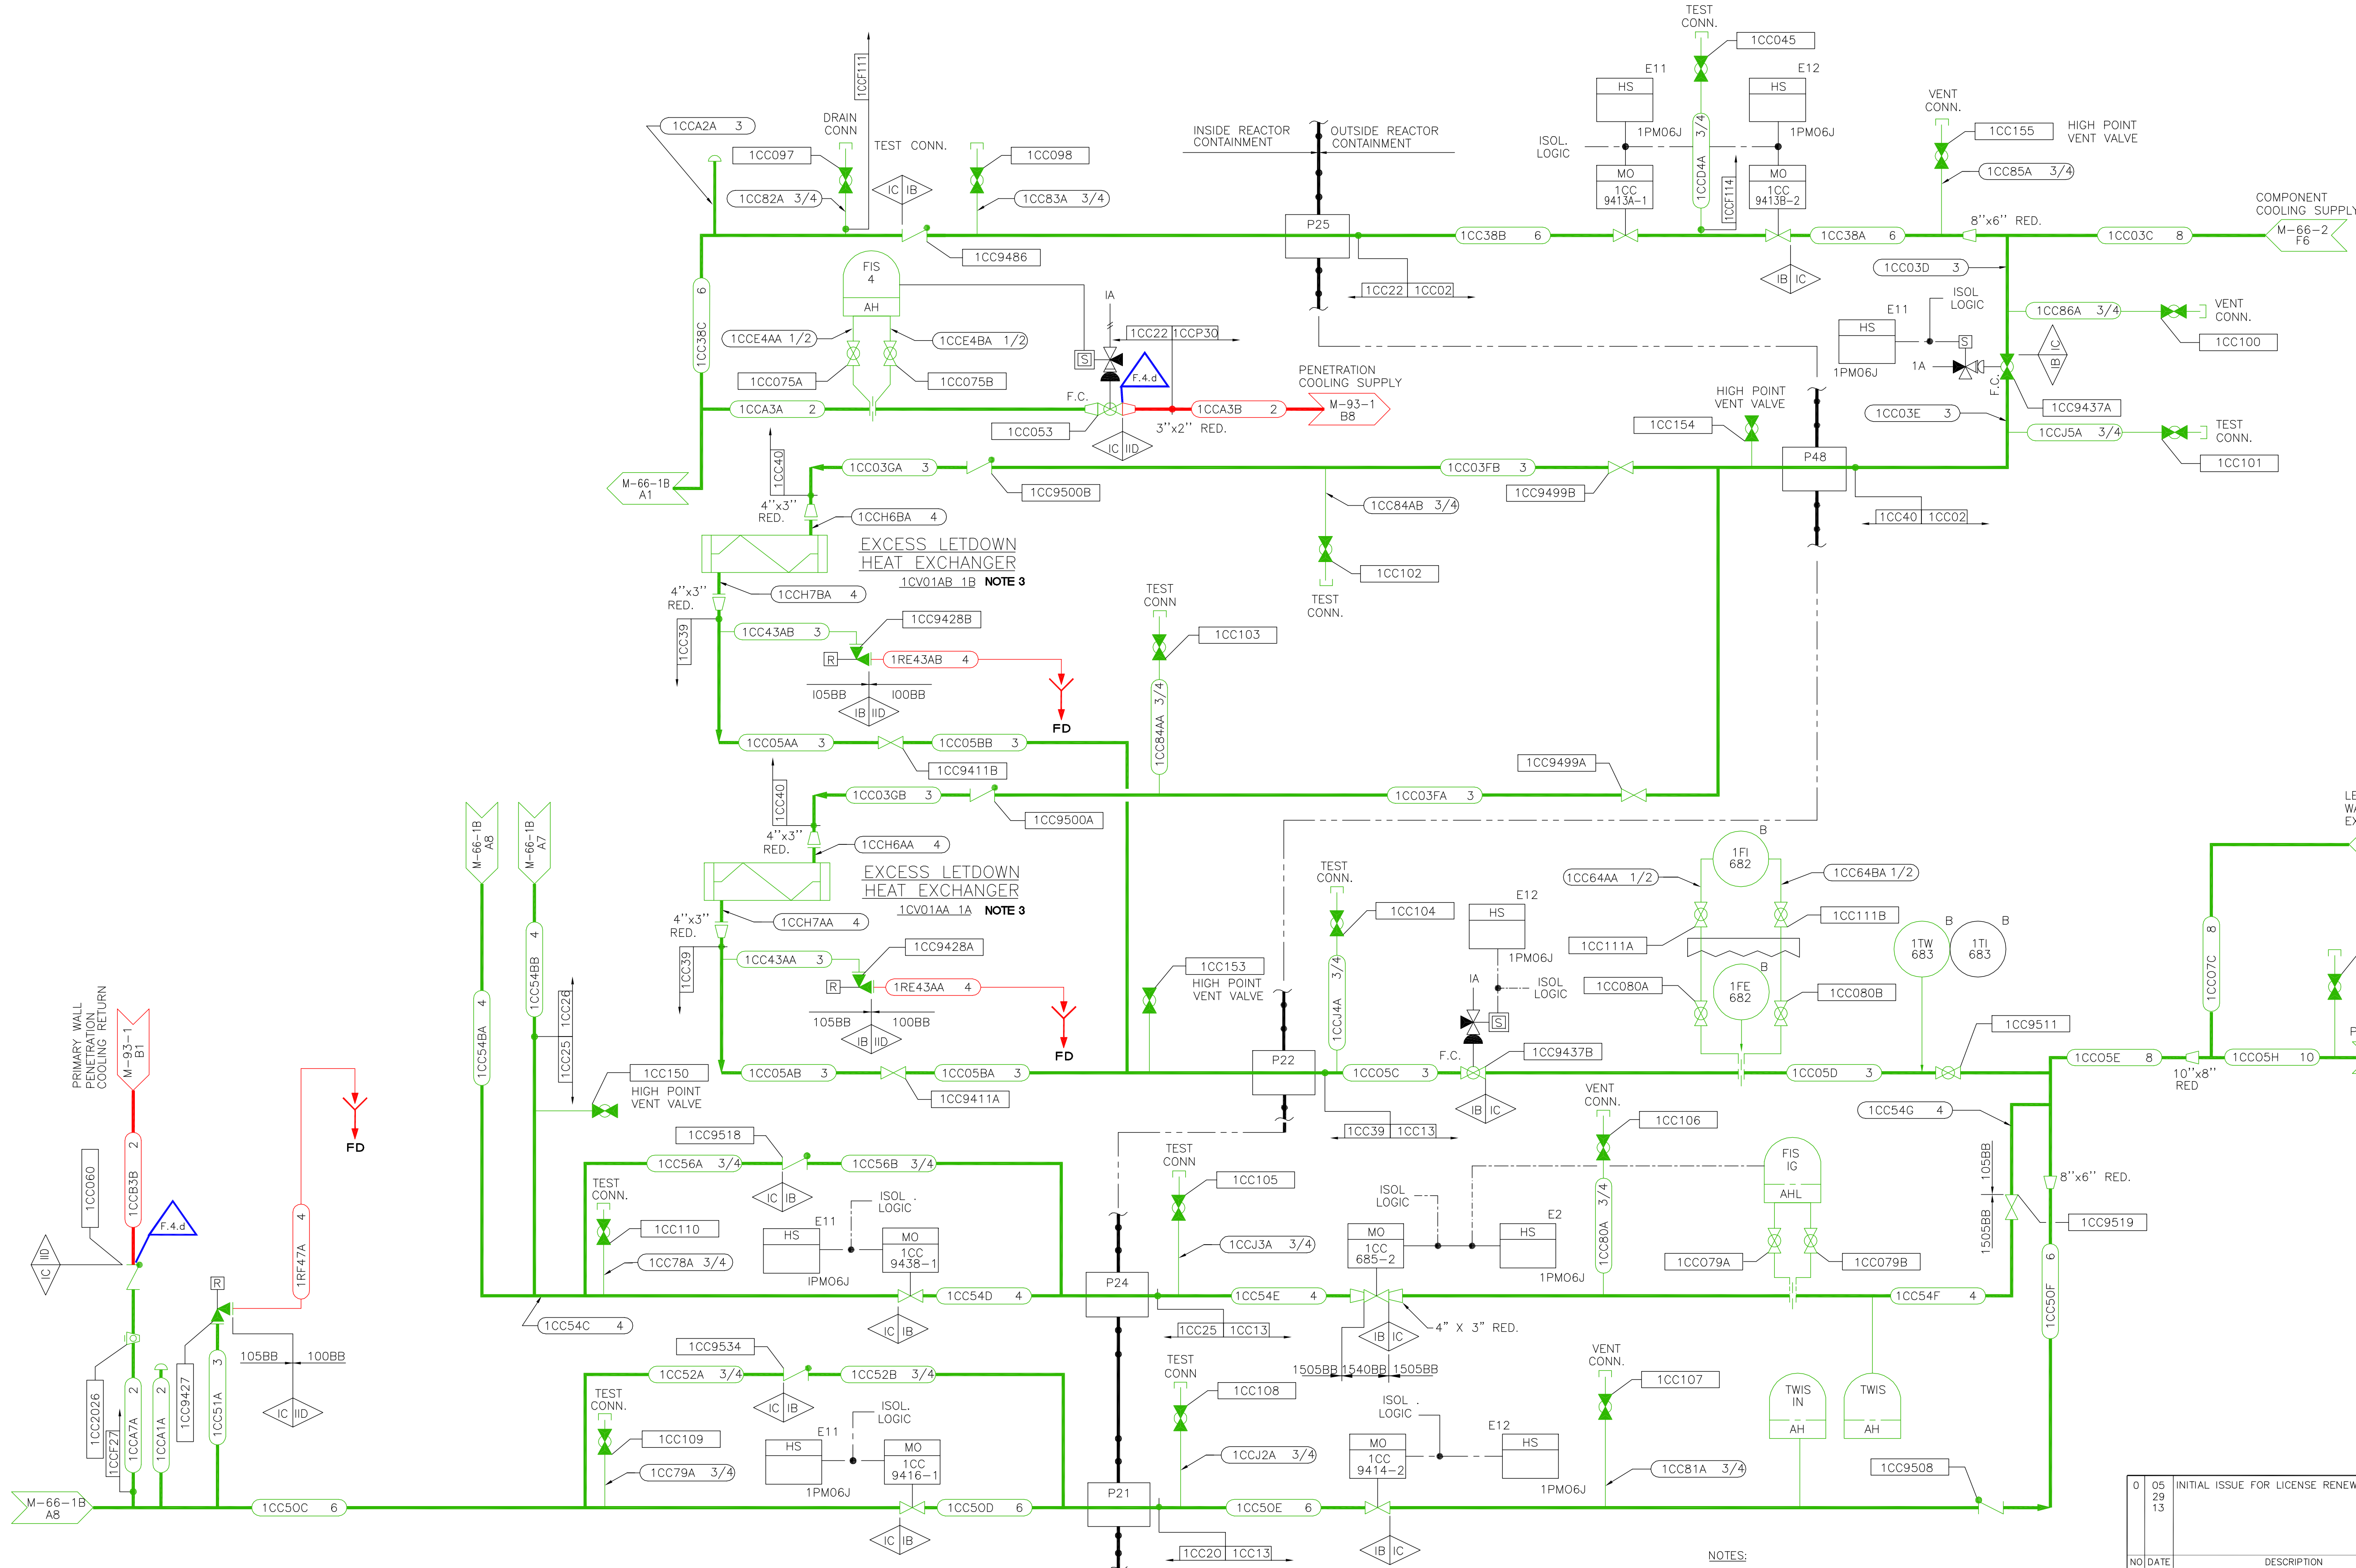 TEST
CONN.
1CC045
E11
HS
1PM06J
E12
HS
1PM06J
ISOL.
LOGIC
MO
1CC
9413A-1
1CCD4A 3/4
1CCF114
MO
1CC
9413B-2
VENT
CONN.
1CC155
HIGH POINT
VENT VALVE
1CC85A 3/4
1CCF111
1CCA2A 3
DRAIN
CONN
1CC097
1CC82A 3/4
TEST CONN.
IC IB
1CC098
1CC83A 3/4
INSIDE REACTOR
CONTAINMENT
OUTSIDE REACTOR
CONTAINMENT
P25
1CC38B 6
1CC38A 6
8''x6'' RED.
1CC03C 8
COMPONENT
COOLING SUPPLY
M-66-2
F6
1CC9486
1CC22 1CC02
IB IC
1CC03D 3
E11
HS
1PM06J
ISOL
LOGIC
S
1A
F.C.
IB IC
1CC86A 3/4
VENT
CONN.
1CC100
1CC9437A
1CC03E 3
1CCJ5A 3/4
TEST
CONN.
1CC101
1CC38C 6
FIS
4
AH
1CCE4AA 1/2
1CCE4BA 1/2
1CC075A
1CC075B
1CCA3A 2
IA
S
1CC22 1CCP30
F.4.d
F.C.
1CC053
IC IID
3''x2'' RED.
1CCA3B 2
PENETRATION
COOLING SUPPLY
M-93-1
B8
M-66-1B
A1
HIGH POINT
VENT VALVE
1CC154
P48
1CC40 1CC02
1CC40
1CC03GA 3
1CC9500B
1CC03FB 3
1CC9499B
1CC84AB 3/4
1CC102
TEST
CONN.
4''x3''
RED.
1CCH6BA 4
EXCESS LETDOWN
HEAT EXCHANGER
1CV01AB 1B NOTE 3
4''x3''
RED.
1CCH7BA 4
1CC39
1CC43AB 3
1CC9428B
R
1RE43AB 4
FD
I05BB I00BB
IB IID
TEST
CONN
1CC103
1CC84AA 3/4
1CC05AA 3
1CC05BB 3
1CC9411B
1CC40
1CC03GB 3
1CC9500A
1CC03FA 3
1CC9499A
4''x3''
RED.
1CCH6AA 4
EXCESS LETDOWN
HEAT EXCHANGER
1CV01AA 1A NOTE 3
4''x3''
RED.
1CCH7AA 4
1CC39
1CC43AA 3
1CC9428A
R
1RE43AA 4
FD
105BB 100BB
IB IID
1CC05AB 3
1CC05BA 3
1CC9411A
1CC153
HIGH POINT
VENT VALVE
P22
1CC39 1CC13
TEST
CONN.
1CC104
1CCJ4A 3/4
1CC05C 3
E12
HS
1PM06J
IA
S
ISOL
LOGIC
F.C.
1CC9437B
IB IC
B
1FI
682
1CC64AA 1/2
1CC64BA 1/2
1CC111A
1CC111B
B
1FE
682
1CC080A
1CC080B
B
1TW
683
B
1TI
683
1CC9511
1CC05D 3
1CC05E 8
10''x8''
RED
1CC05H 10
1CC07C 8
M-66-1B
A8
M-66-1B
A7
1CC54BA 4
1CC54BB 4
1CC25 1CC26
1CC150
HIGH POINT
VENT VALVE
PRIMARY WALL
PENETRATION
COOLING RETURN
M-93-1
B1
1CC060
1CCB3B 2
F.4.d
IC IID
1RF47A 4
FD
R
1CC2026
1CCF27
1CCA7A 2
1CCA1A 2
1CC9427
1CC51A 3
105BB 100BB
IC IID
M-66-1B
A8
1CC50C 6
1CC9518
1CC56A 3/4
1CC56B 3/4
IC IB
TEST
CONN.
1CC110
1CC78A 3/4
E11
HS
IPM06J
ISOL .
LOGIC
MO
1CC
9438-1
1CC54C 4
1CC54D 4
IC IB
P24
1CC25 1CC13
TEST
CONN
1CC105
1CCJ3A 3/4
1CC54E 4
ISOL
LOGIC
MO
1CC
685-2
E2
HS
1PM06J
IB IC
4" X 3" RED.
1505BB 1540BB 1505BB
VENT
CONN.
1CC106
1CC80A 3/4
FIS
IG
AHL
1CC079A
1CC079B
1CC54F 4
1CC54G 4
105BB
1505BB
1CC9519
8''x6'' RED.
1CC50F 6
1CC9534
1CC52A 3/4
1CC52B 3/4
IC IB
TEST
CONN.
1CC109
1CC79A 3/4
E11
HS
1PM06J
ISOL.
LOGIC
MO
1CC
9416-1
1CC50D 6
IC IB
P21
1CC20 1CC13
TEST
CONN
1CC108
1CCJ2A 3/4
1CC50E 6
ISOL .
LOGIC
MO
1CC
9414-2
E12
HS
1PM06J
IB IC
VENT
CONN.
1CC107
1CC81A 3/4
TWIS
IN
AH
TWIS
AH
1CC9508
NOTES:
0 05 29 13 INITIAL ISSUE FOR LICENSE RENEW
NO DATE DESCRIPTION